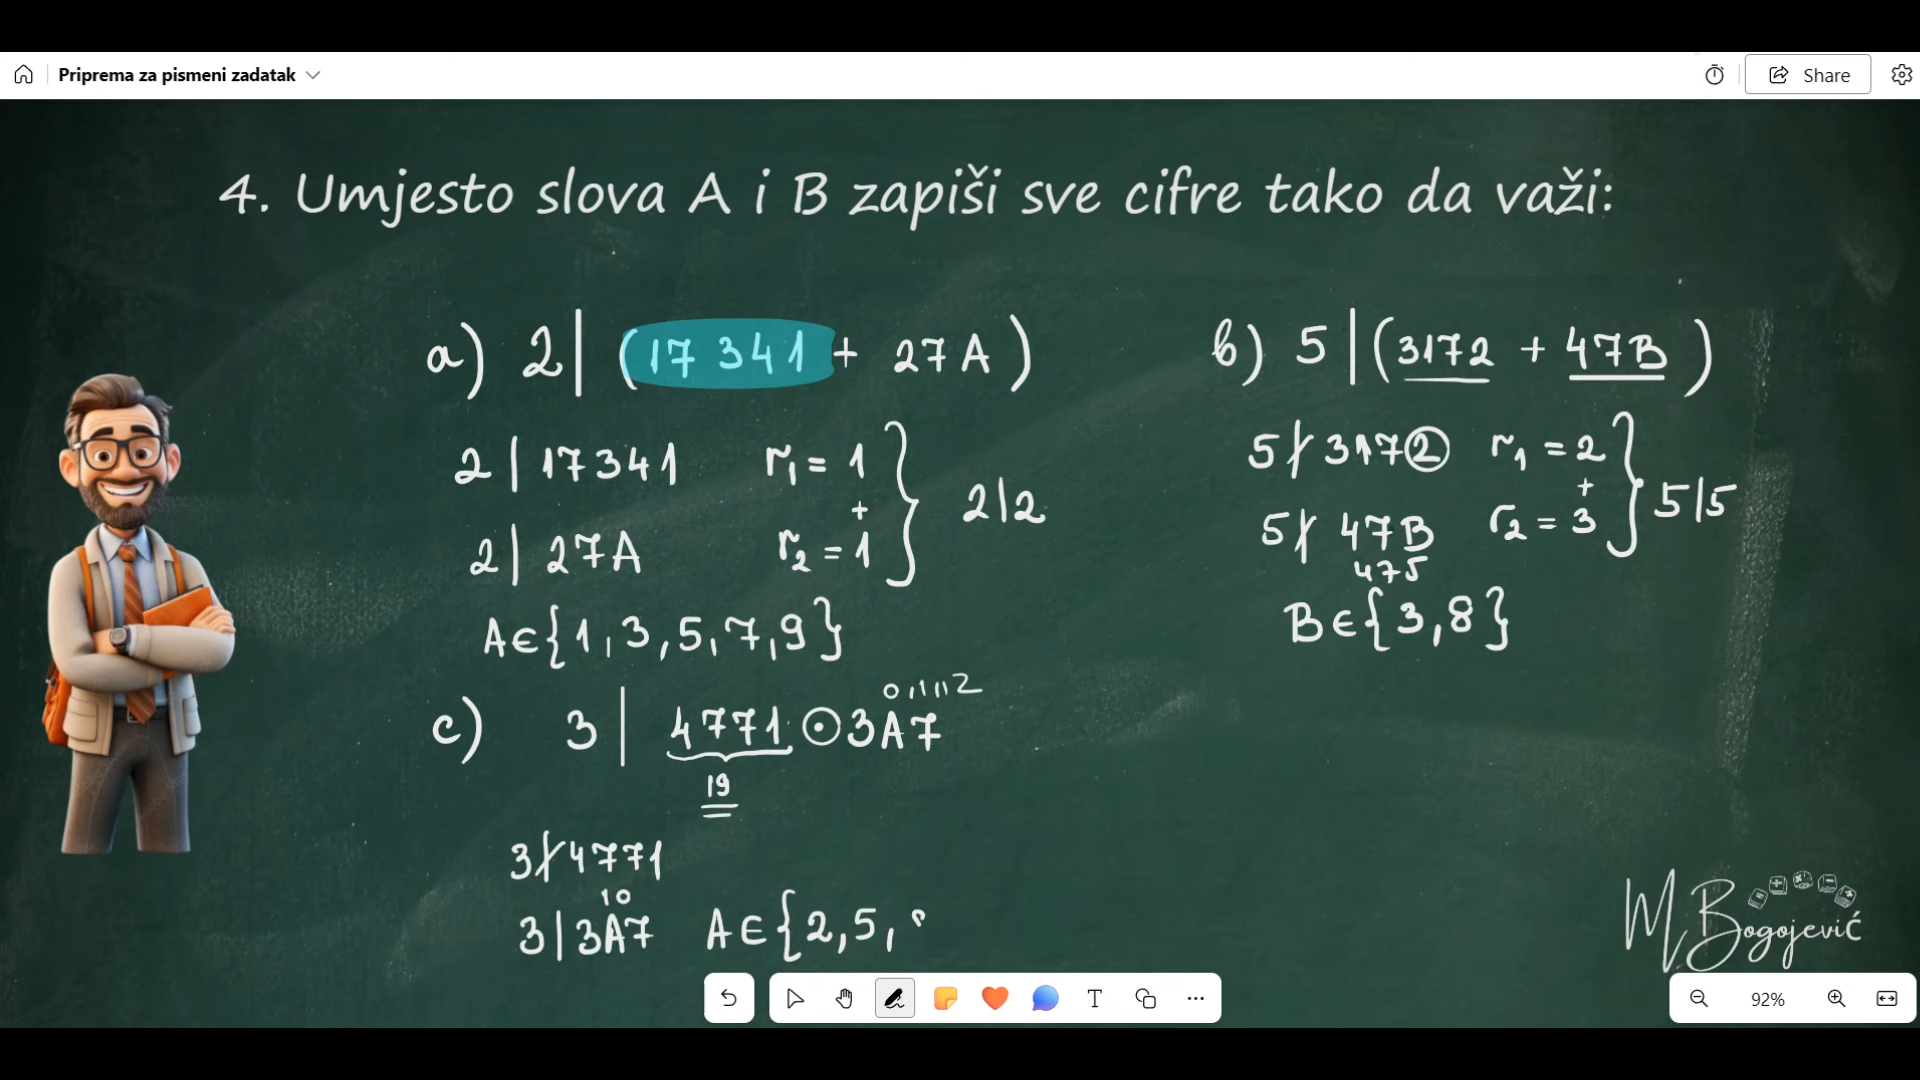 Priprema za pismeni zadatak
Share
4. Umjesto slova A i B zapiši sve cifre tako da važi:
a) 2 | (17 341 + 27A)
2 | 17341 r₁ = 1
+
2 | 27A r₂ = 1
2|2
A∈{1,3,5,7,9}
b) 5 | (3172 + 47B)
5∤3172 r₁ = 2
+
5∤ 47B r₂ = 3
5|5
475
B∈{3,8}
c) 3 | 4771 ⊙ 3A7
0,1,1,2
19
3∤4771
10
3|3A7 A∈{2,5,
M. Bogojević
T
92%